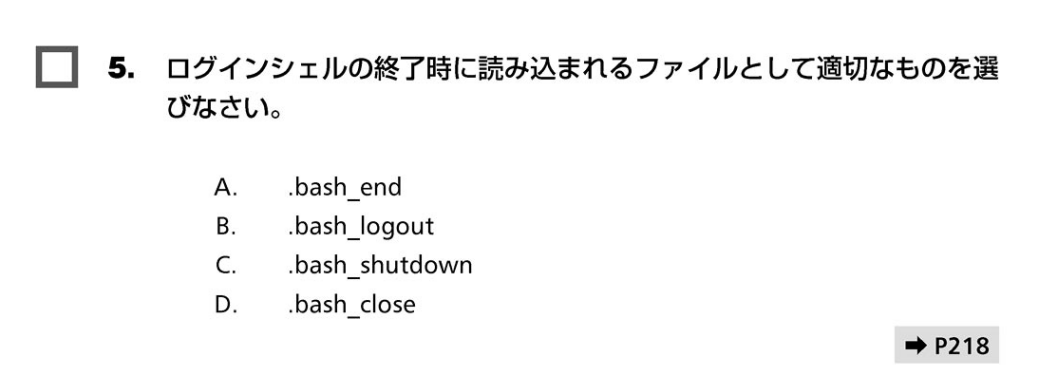 5. ログインシェルの終了時に読み込まれるファイルとして適切なものを選
びなさい。
A. .bash_end
B. .bash_logout
C. .bash_shutdown
D. .bash_close
➡ P218